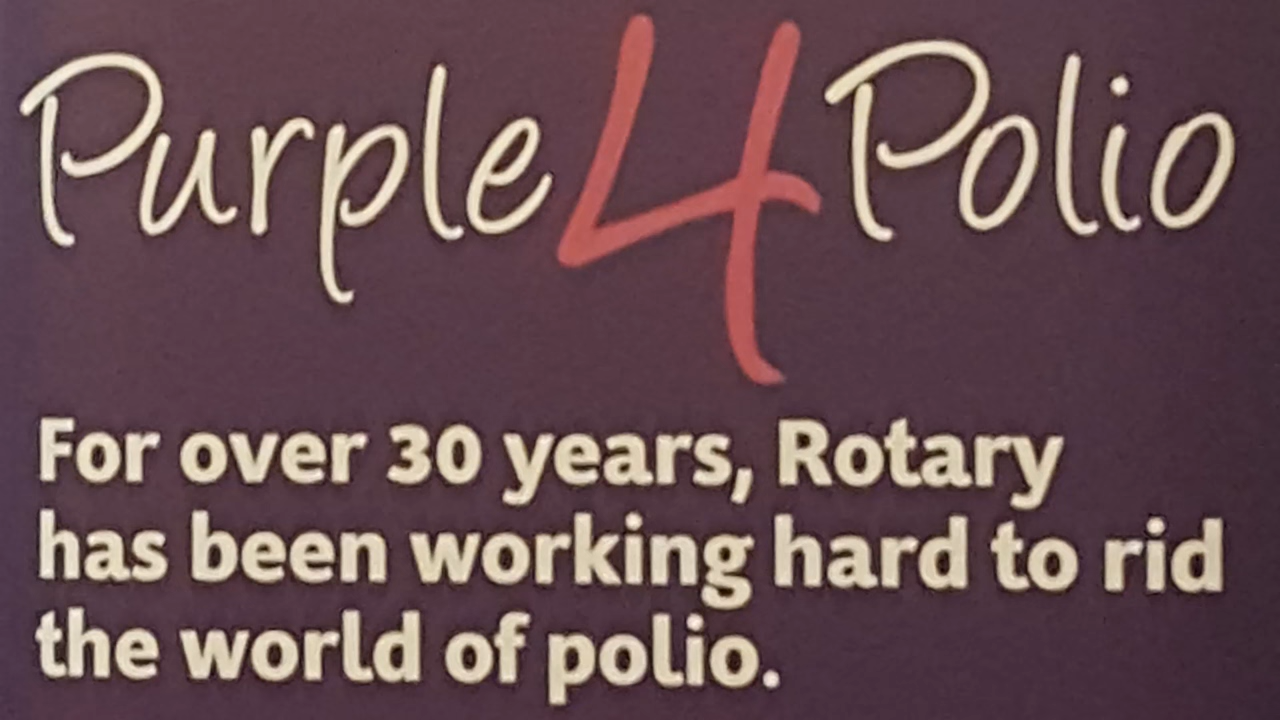 Purple4Polio
For over 30 years, Rotary
has been working hard to rid
the world of polio.